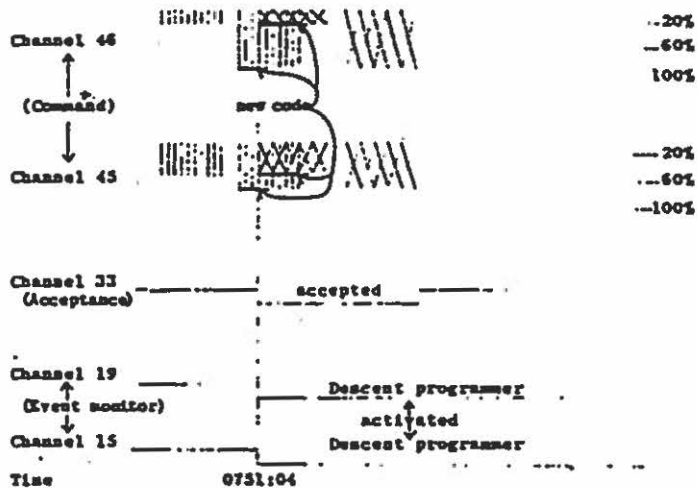 Channel 46
20%
60%
100%
(Command)
new code
Channel 45
20%
60%
100%
Channel 33
(Acceptance)
accepted
Channel 19
Descent programmer
(Event monitor)
activated
Channel 15
Descent programmer
Time
0751:04